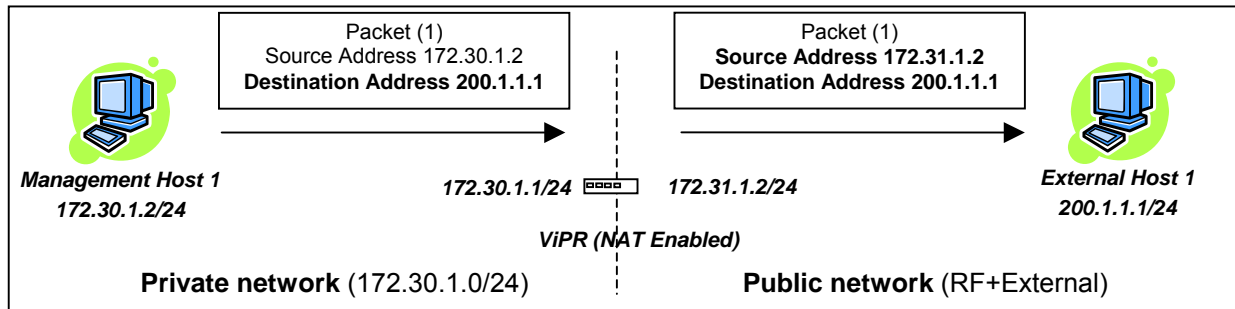 Packet (1)
Source Address 172.30.1.2
Destination Address 200.1.1.1
Packet (1)
Source Address 172.31.1.2
Destination Address 200.1.1.1
Management Host 1
172.30.1.2/24
172.30.1.1/24
172.31.1.2/24
External Host 1
200.1.1.1/24
ViPR (NAT Enabled)
Private network (172.30.1.0/24)
Public network (RF+External)